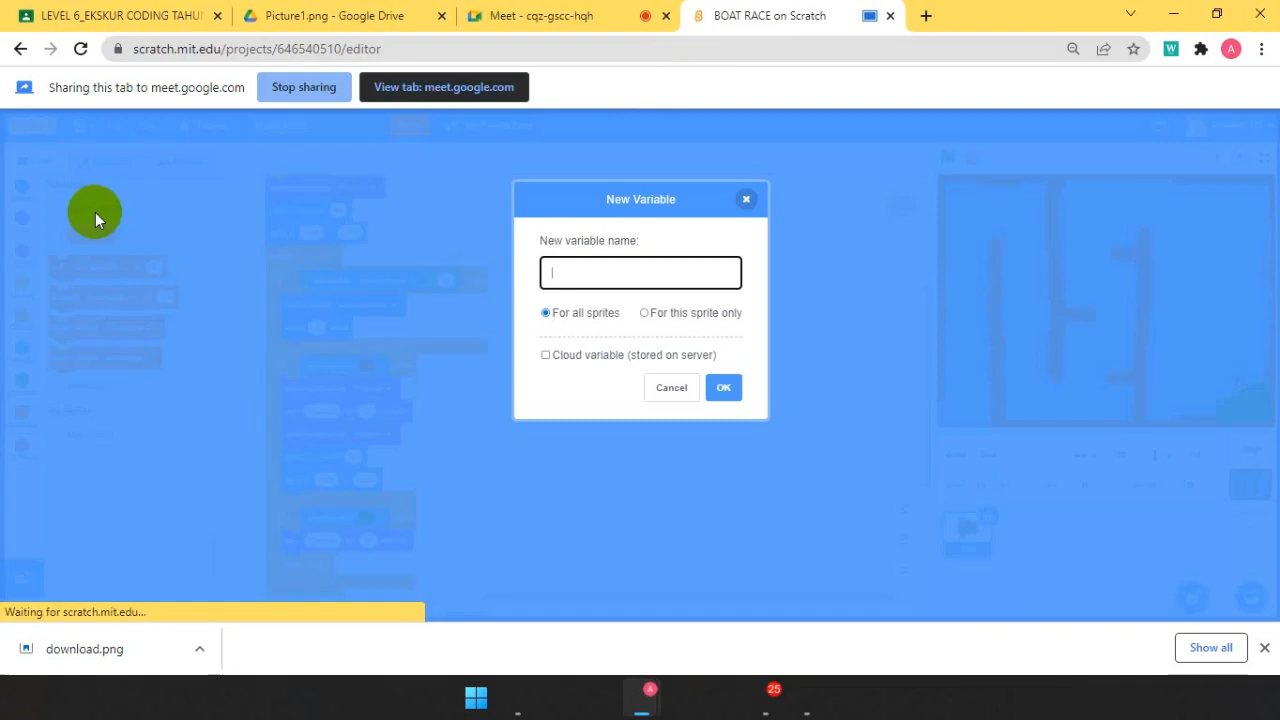 LEVEL 6_EKSKUR CODING TAHU
Picture1.png - Google Drive
Meet - cqz-gscc-hqh
BOAT RACE on Scratch
scratch.mit.edu/projects/646540510/editor
W
A
Sharing this tab to meet.google.com
Stop sharing
View tab: meet.google.com
New Variable
New variable name:
For all sprites
For this sprite only
Cloud variable (stored on server)
Cancel
OK
Waiting for scratch.mit.edu...
download.png
Show all
A
25